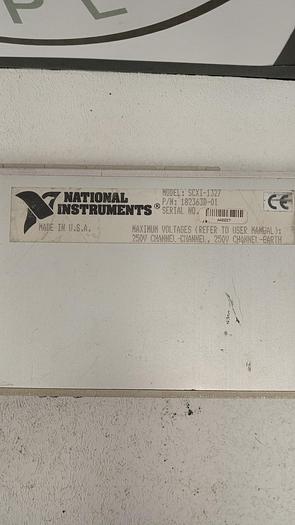 P L
NATIONAL
INSTRUMENTS®
MADE IN U.S.A.
MODEL: SCXI-1327
P/N: 182363D-01
SERIAL NO.
CE
MAXIMUM VOLTAGES (REFER TO USER MANUAL):
250V CHANNEL-CHANNEL, 250V CHANNEL-EARTH